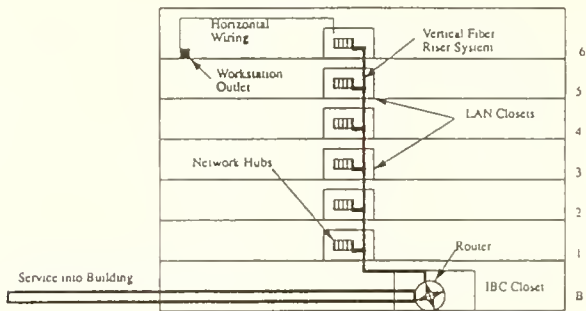 Horizontal
Wiring
Vertical Fiber
Riser System
6
Workstation
Outlet
5
LAN Closets
4
Network Hubs
3
2
1
Router
Service into Building
IBC Closet
B